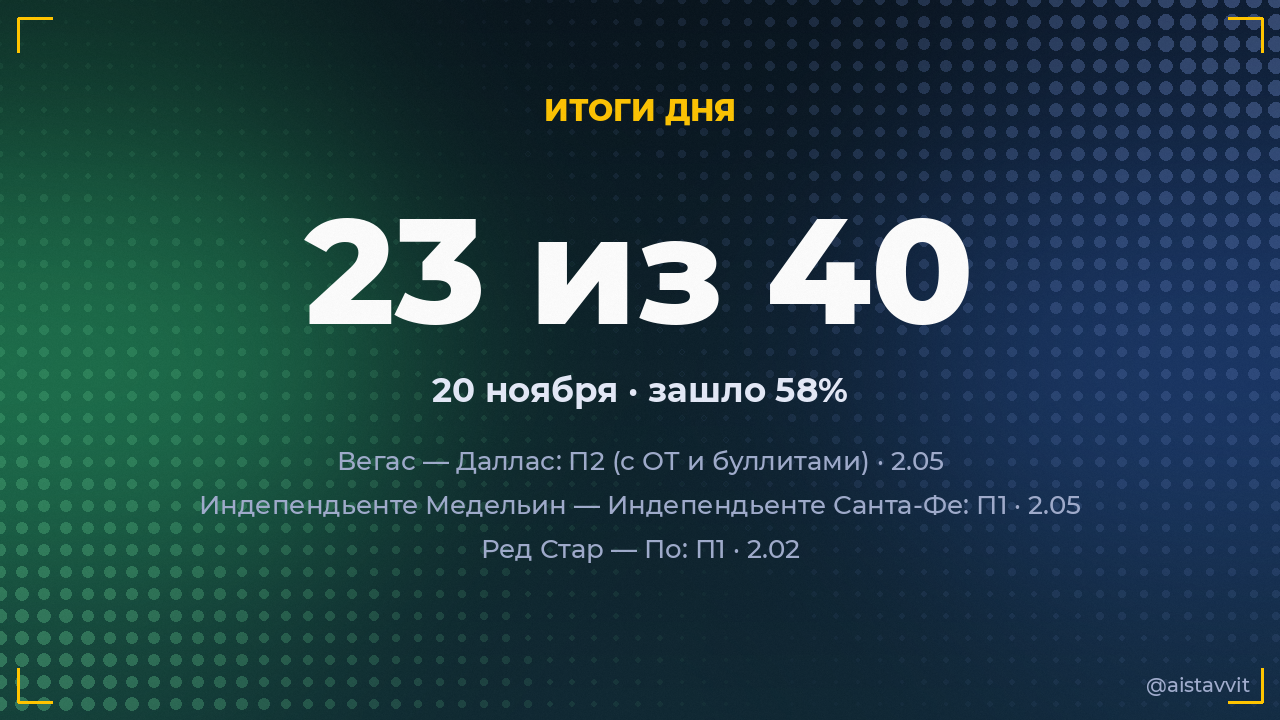 ИТОГИ ДНЯ
23 из 40
20 ноября · зашло 58%
Вегас — Даллас: П2 (с ОТ и буллитами) · 2.05
Индепендьенте Медельин — Индепендьенте Санта-Фе: П1 · 2.05
Ред Стар — По: П1 · 2.02
@aistavvit